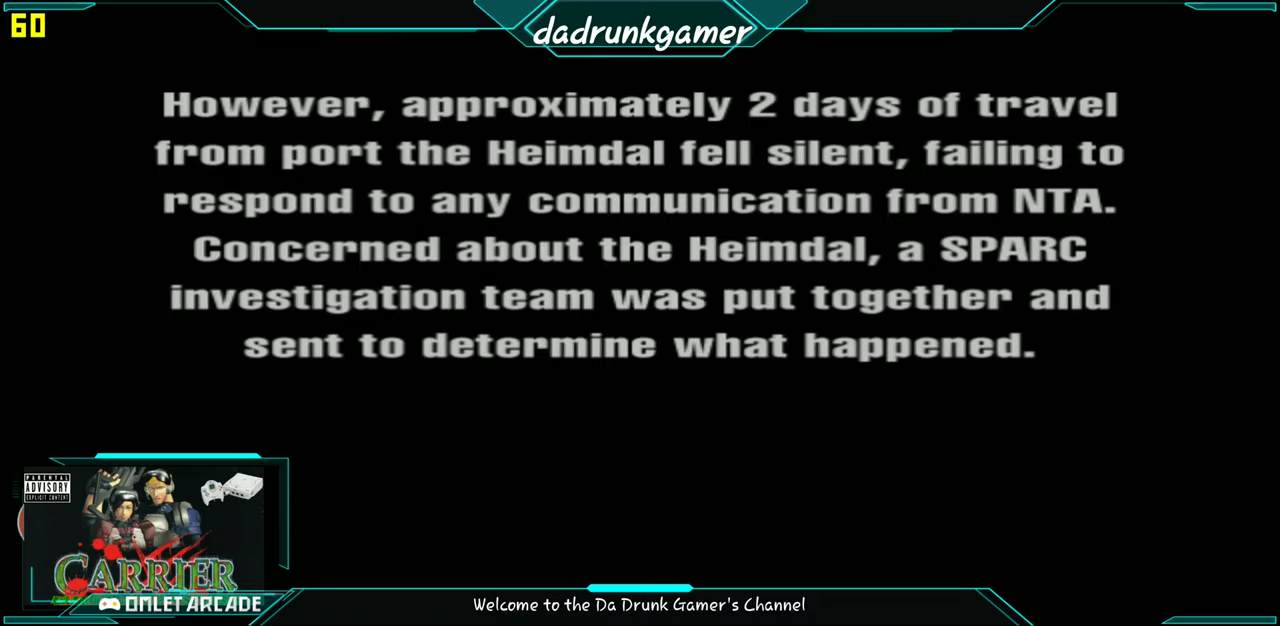 60
dadrunkgamer
However, approximately 2 days of travel
from port the Heimdal fell silent, failing to
respond to any communication from NTA.
Concerned about the Heimdal, a SPARC
investigation team was put together and
sent to determine what happened.
PARENTAL
ADVISORY
EXPLICIT CONTENT
CARRIER
OMLET ARCADE
Welcome to the Da Drunk Gamer's Channel